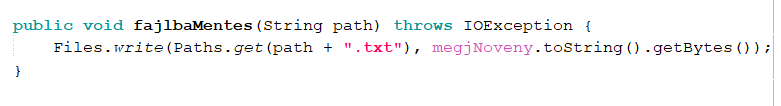 public void fajlbaMentes(String path) throws IOException {
    Files.write(Paths.get(path + ".txt"), megjNoveny.toString().getBytes());
}